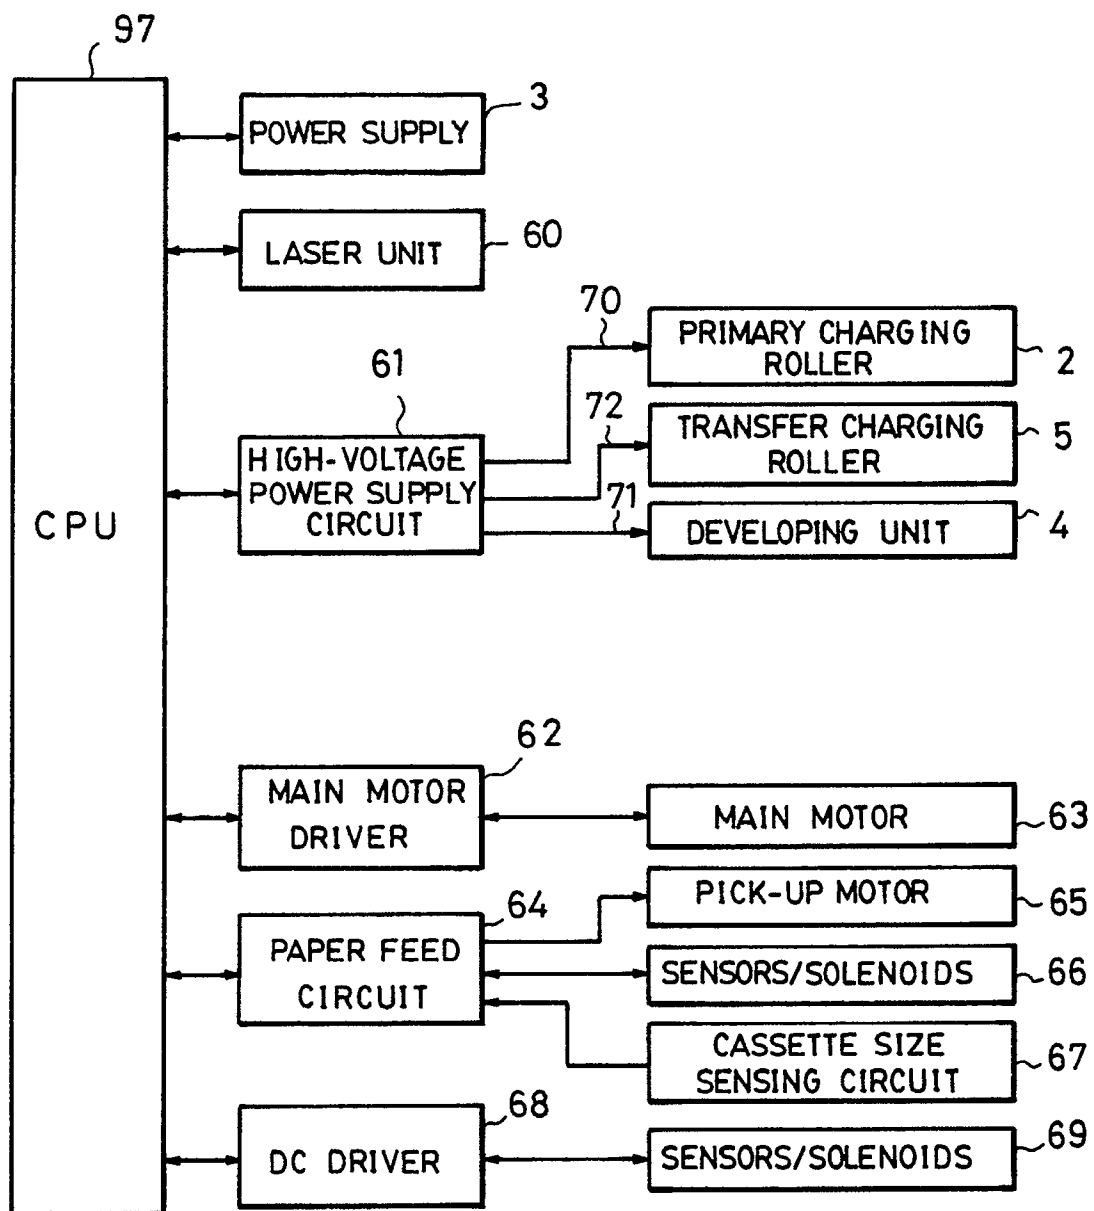 97
CPU
POWER SUPPLY
3
LASER UNIT
60
61
HIGH-VOLTAGE
POWER SUPPLY
CIRCUIT
70
PRIMARY CHARGING
ROLLER
2
72
TRANSFER CHARGING
ROLLER
5
71
DEVELOPING UNIT
4
62
MAIN MOTOR
DRIVER
MAIN MOTOR
63
64
PAPER FEED
CIRCUIT
PICK-UP MOTOR
65
SENSORS/SOLENOIDS
66
CASSETTE SIZE
SENSING CIRCUIT
67
68
DC DRIVER
SENSORS/SOLENOIDS
69